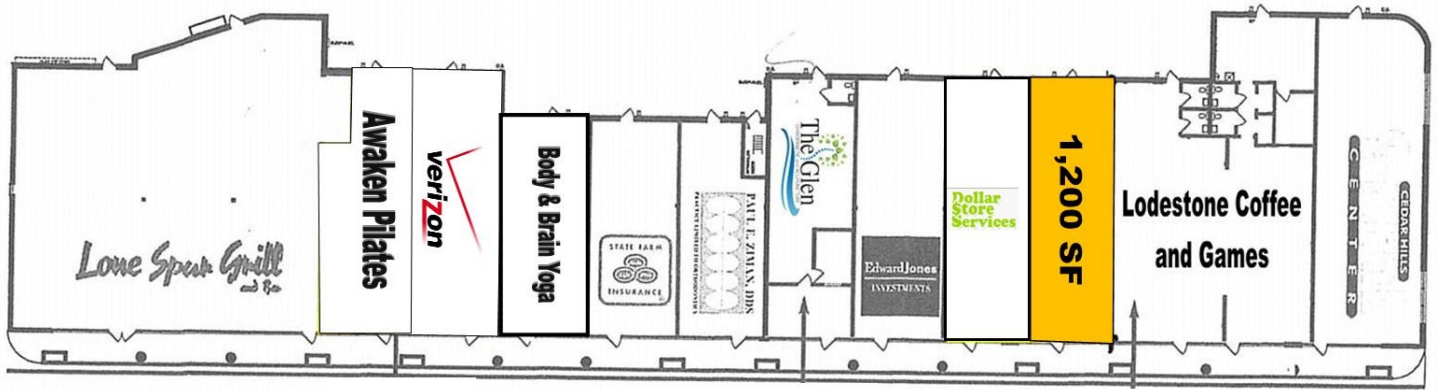 Lone Spur Grill
and Bar
Awaken Pilates
verizon
Body & Brain Yoga
STATE FARM
INSURANCE
PAUL E. ZIMAN, DDS
The Glen
Edward Jones
INVESTMENTS
Dollar
Store
Services
1,200 SF
Lodestone Coffee
and Games
CENTER
CEDAR HILLS